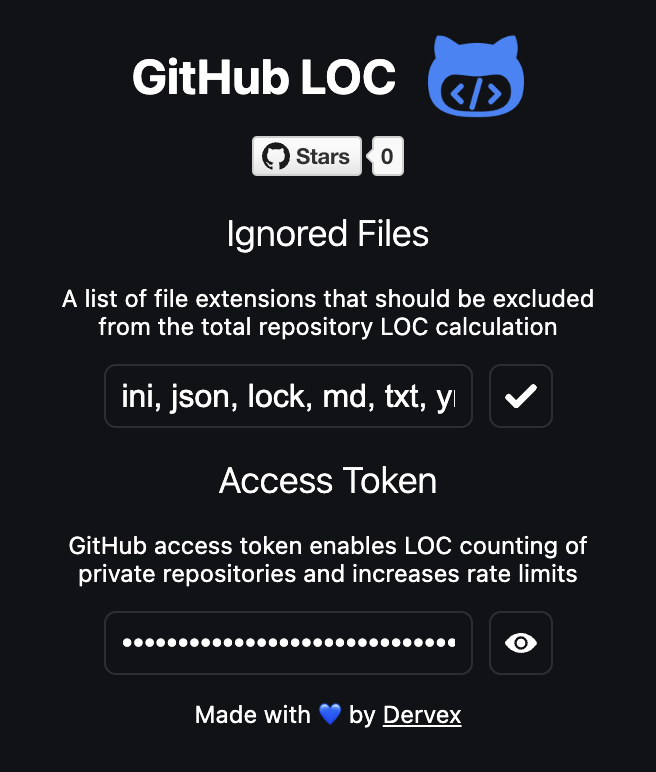 GitHub LOC
Stars 0
Ignored Files
A list of file extensions that should be excluded
from the total repository LOC calculation
ini, json, lock, md, txt,
Access Token
GitHub access token enables LOC counting of
private repositories and increases rate limits
Made with 💙 by Dervex